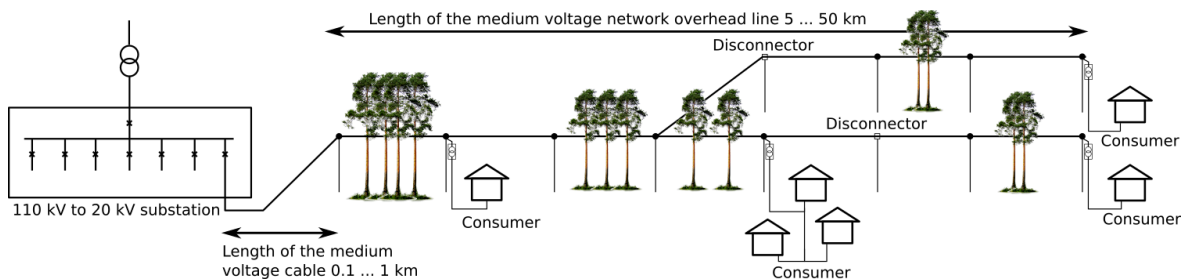 Length of the medium voltage network overhead line 5 ... 50 km
Disconnector
Consumer
Disconnector
110 kV to 20 kV substation
Consumer
Consumer
Length of the medium
voltage cable 0.1 ... 1 km
Consumer